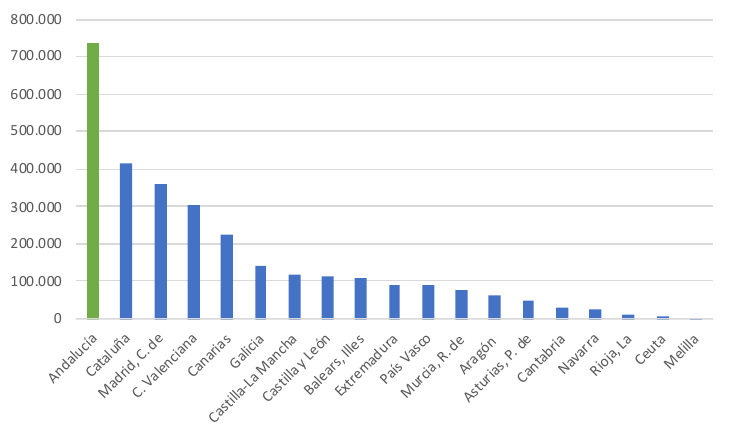 800.000
700.000
600.000
500.000
400.000
300.000
200.000
100.000
0
Andalucía
Cataluña
Madrid, C. de
C. Valenciana
Canarias
Galicia
Castilla-La Mancha
Castilla y León
Balears, Illes
Extremadura
País Vasco
Murcia, R. de
Aragón
Asturias, P. de
Cantabria
Navarra
Rioja, La
Ceuta
Melilla